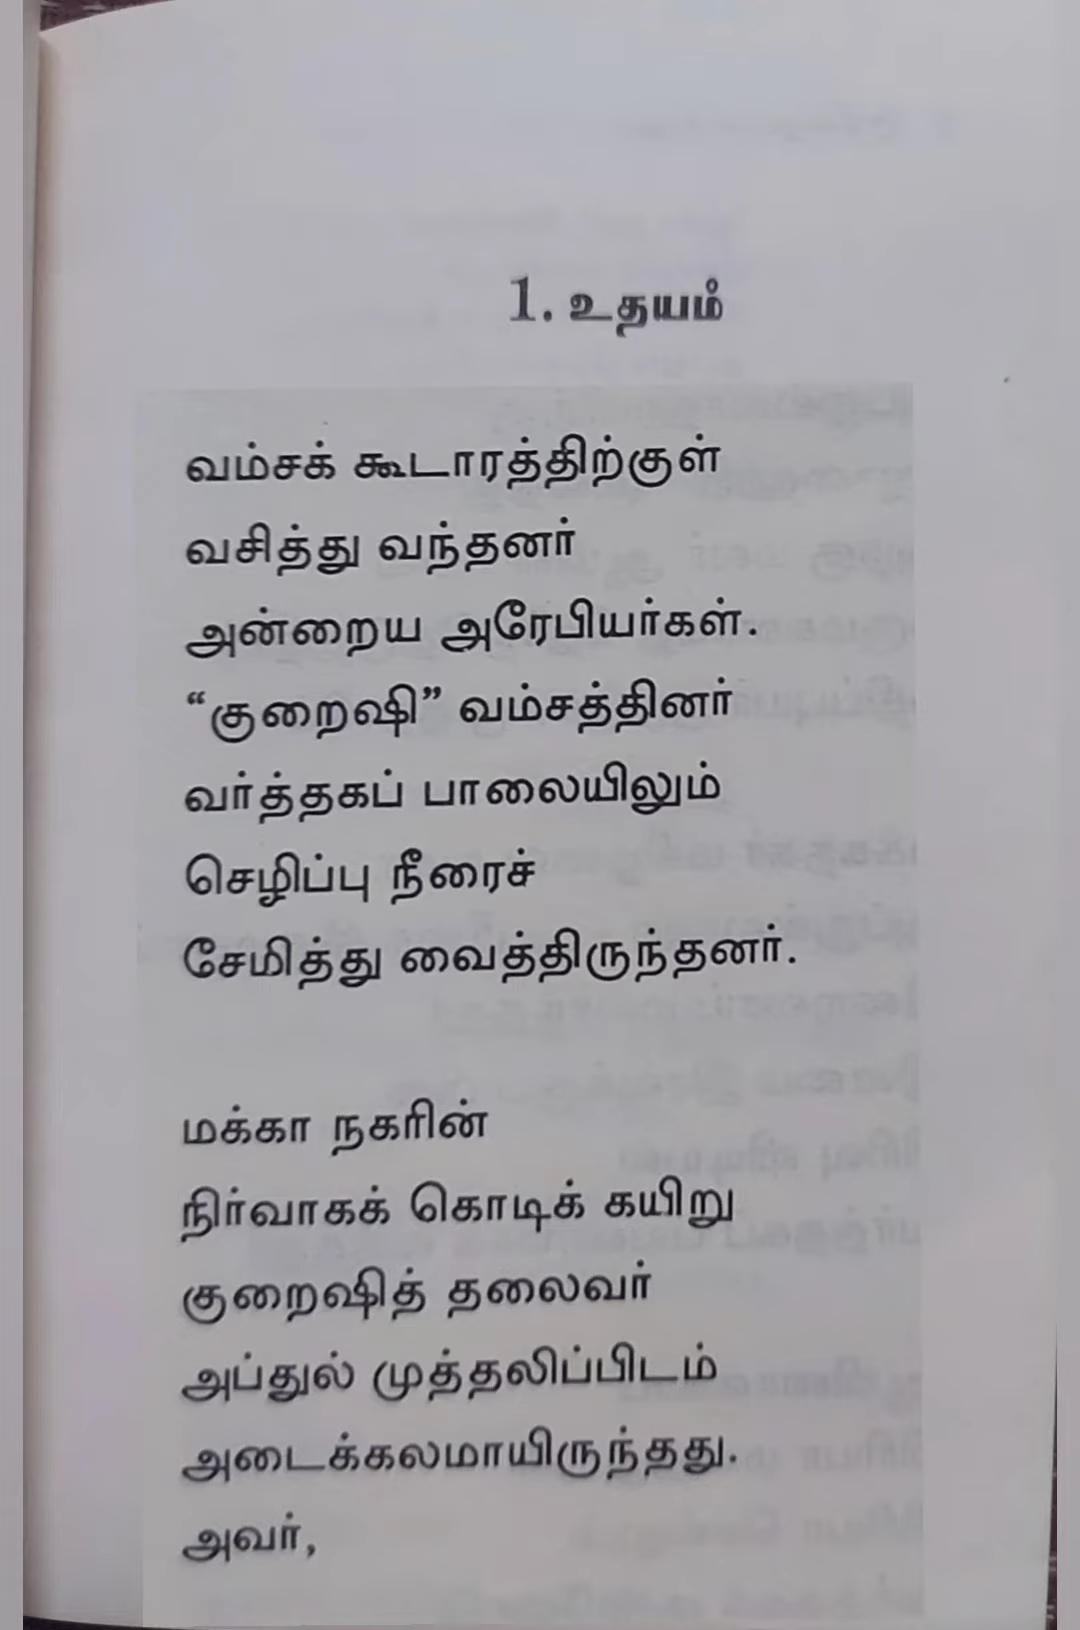 1. உதயம்
வம்சக் கூடாரத்திற்குள்
வசித்து வந்தனர்
அன்றைய அரேபியர்கள்.
“குறைஷி” வம்சத்தினர்
வர்த்தகப் பாலையிலும்
செழிப்பு நீரைச்
சேமித்து வைத்திருந்தனர்.
மக்கா நகரின்
நிர்வாகக் கொடிக் கயிறு
குறைஷித் தலைவர்
அப்துல் முத்தலிப்பிடம்
அடைக்கலமாயிருந்தது.
அவர்,